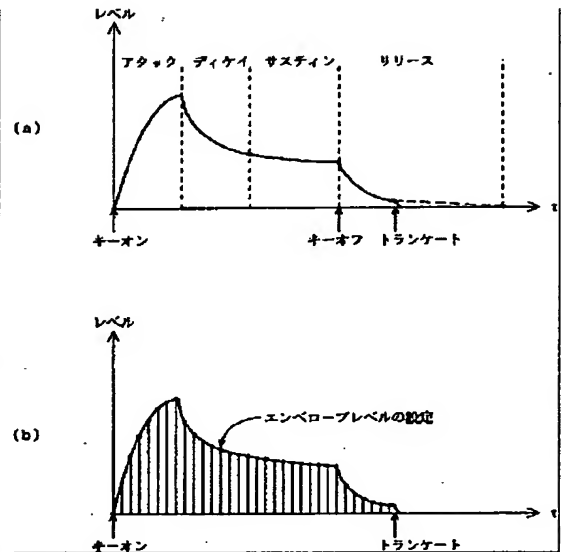 レベル
アタック ディケイ サスティン リリース
(a)
t
キーオン キーオフ トランケート
レベル
エンベロープレベルの設定
(b)
t
キーオン トランケート